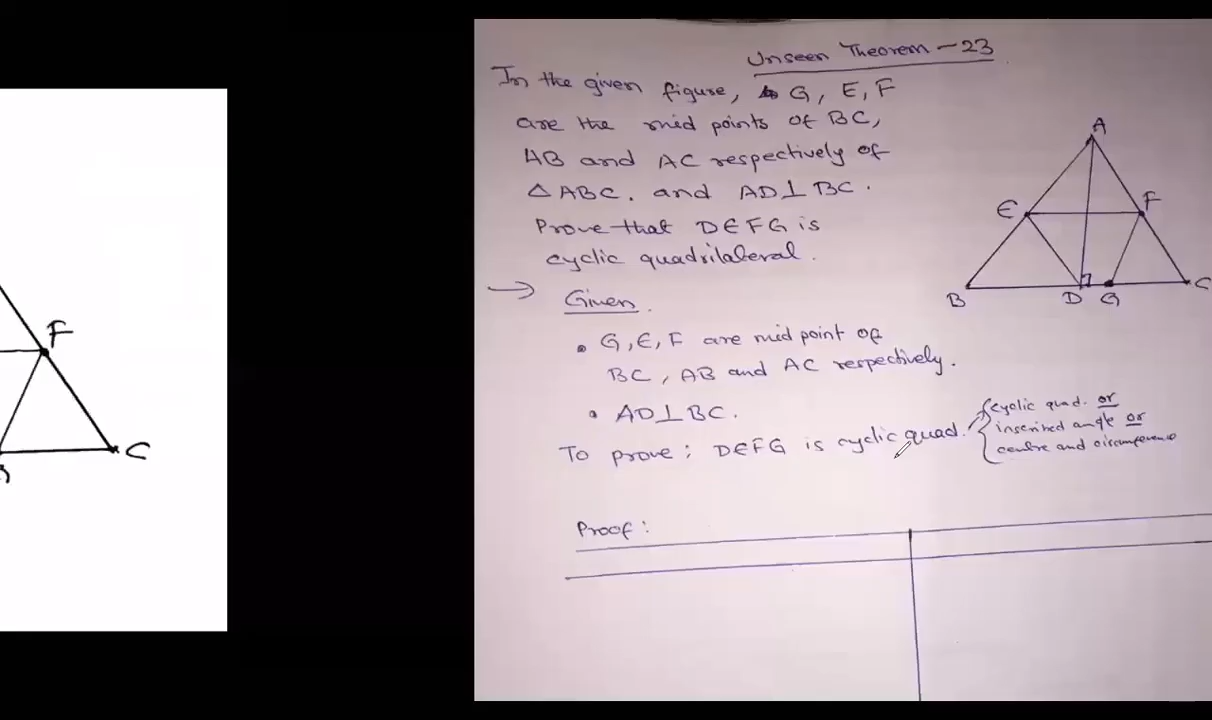 F
C
Unseen Theorem - 23
In the given figure, G, E, F
are the mid points of BC,
AB and AC respectively of
△ABC. and AD⊥BC.
Prove that DEFG is
cyclic quadrilateral.
A
E
F
B
D
G
C
→ Given.
• G, E, F are mid point of
BC, AB and AC respectively.
• AD⊥BC.
To prove : DEFG is cyclic quad.
cyclic quad. or
inscribed angle or
centre and circumference
Proof :